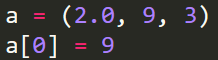 a = (2.0, 9, 3)
a[0] = 9